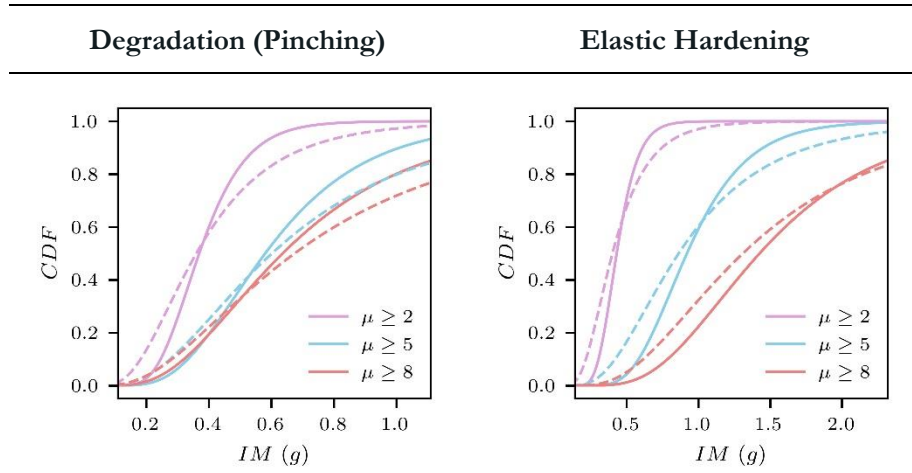 Degradation (Pinching)
Elastic Hardening
1.0
0.8
0.6
0.4
0.2
0.0
CDF
0.2 0.4 0.6 0.8 1.0
IM (g)
μ ≥ 2
μ ≥ 5
μ ≥ 8
1.0
0.8
0.6
0.4
0.2
0.0
CDF
0.5 1.0 1.5 2.0
IM (g)
μ ≥ 2
μ ≥ 5
μ ≥ 8